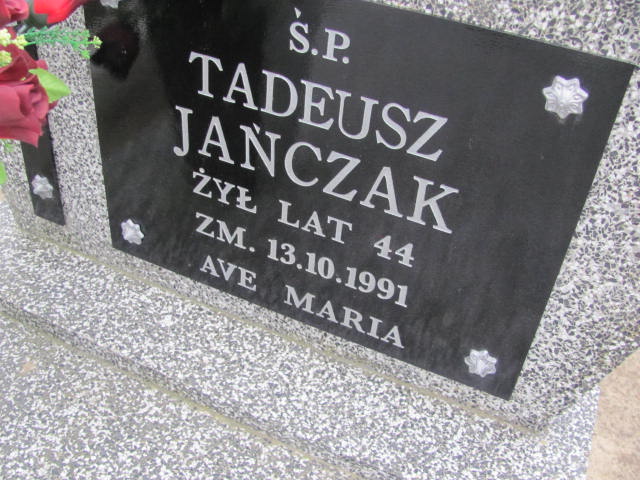 Ś.P.
TADEUSZ
JAŃCZAK
ŻYŁ LAT 44
ZM. 13.10.1991
AVE MARIA